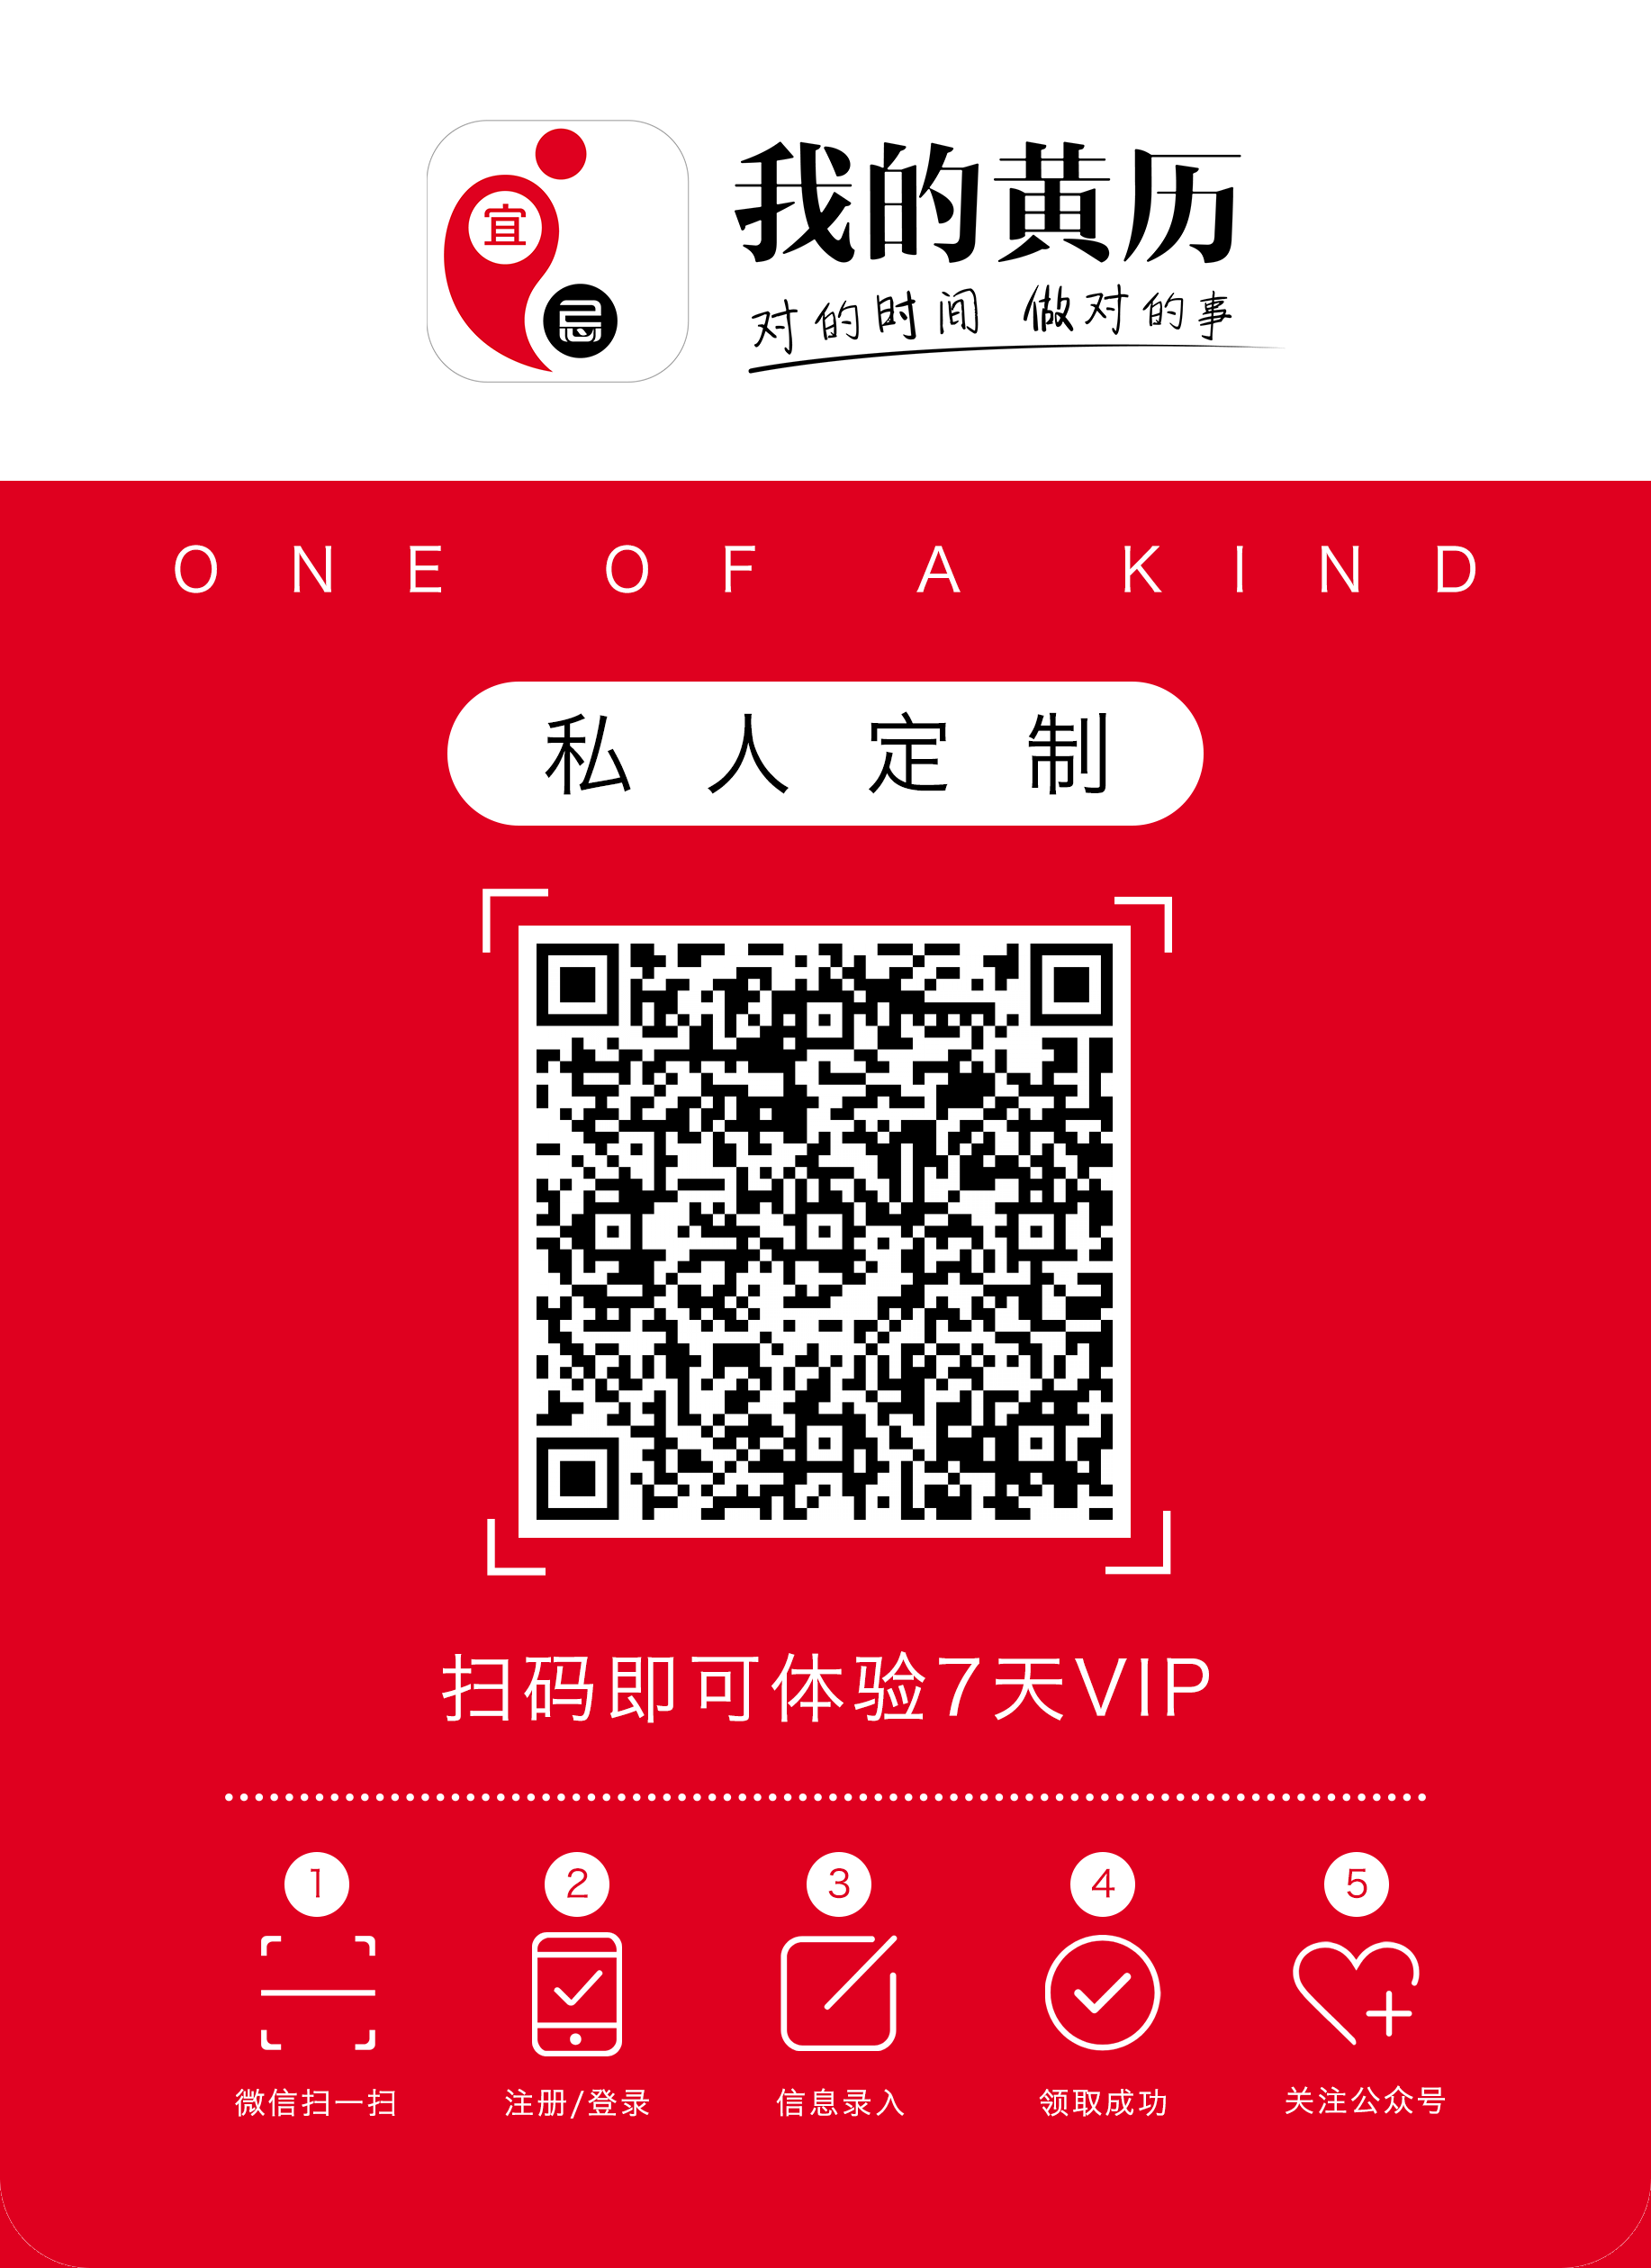 宜
忌
我的黄历
对的时间 做对的事
ONE OF A KIND
私人定制
扫码即可体验7天VIP
1 2 3 4 5
微信扫一扫 注册/登录 信息录入 领取成功 关注公众号